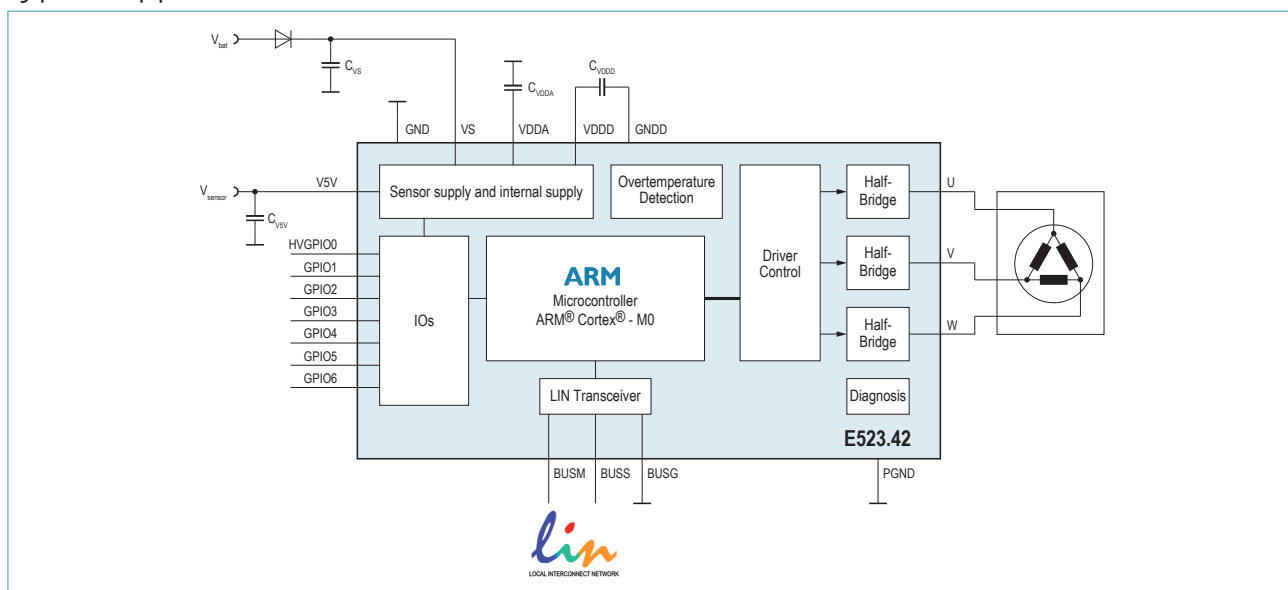 V_bat
C_VS
C_VDDA
C_VDDD
GND
VS
VDDA
VDDD
GNDD
V_sensor
V5V
C_V5V
Sensor supply and internal supply
Overtemperature
Detection
Driver
Control
Half-
Bridge
U
Half-
Bridge
V
Half-
Bridge
W
HVGPIO0
GPIO1
GPIO2
GPIO3
GPIO4
GPIO5
GPIO6
IOs
ARM
Microcontroller
ARM® Cortex® - M0
LIN Transceiver
Diagnosis
E523.42
BUSM
BUSS
BUSG
PGND
lin
LOCAL INTERCONNECT NETWORK